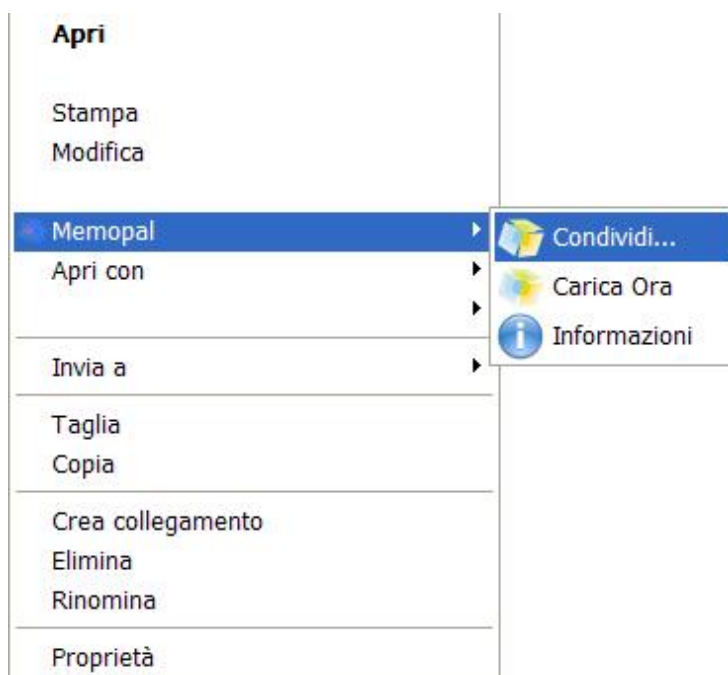 Apri
Stampa
Modifica
Memopal
Condividi...
Apri con
Carica Ora
Informazioni
Invia a
Taglia
Copia
Crea collegamento
Elimina
Rinomina
Proprietà